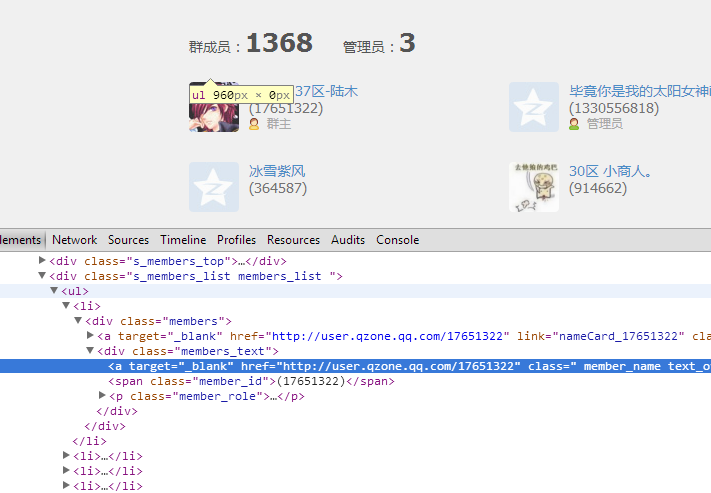 群成员：1368 管理员：3
ul 960px × 0px
37区-陆木
(17651322)
群主
毕竟你是我的太阳女神
(1330556818)
管理员
冰雪紫风
(364587)
30区 小商人。
(914662)
lements Network Sources Timeline Profiles Resources Audits Console
▶<div class="s_members_top">…</div>
▼<div class="s_members_list members_list ">
▼<ul>
▼<li>
▼<div class="members">
▶<a target="_blank" href="http://user.qzone.qq.com/17651322" link="nameCard_17651322" cla
▼<div class="members_text">
<a target="_blank" href="http://user.qzone.qq.com/17651322" class=" member_name text_o
<span class="member_id">(17651322)</span>
▶<p class="member_role">…</p>
</div>
</div>
</li>
▶<li>…</li>
▶<li>…</li>
▶<li>…</li>